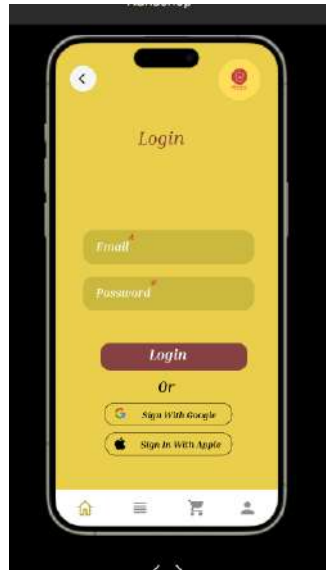 Login
Email*
Password*
Login
Or
Sign With Google
Sign In With Apple